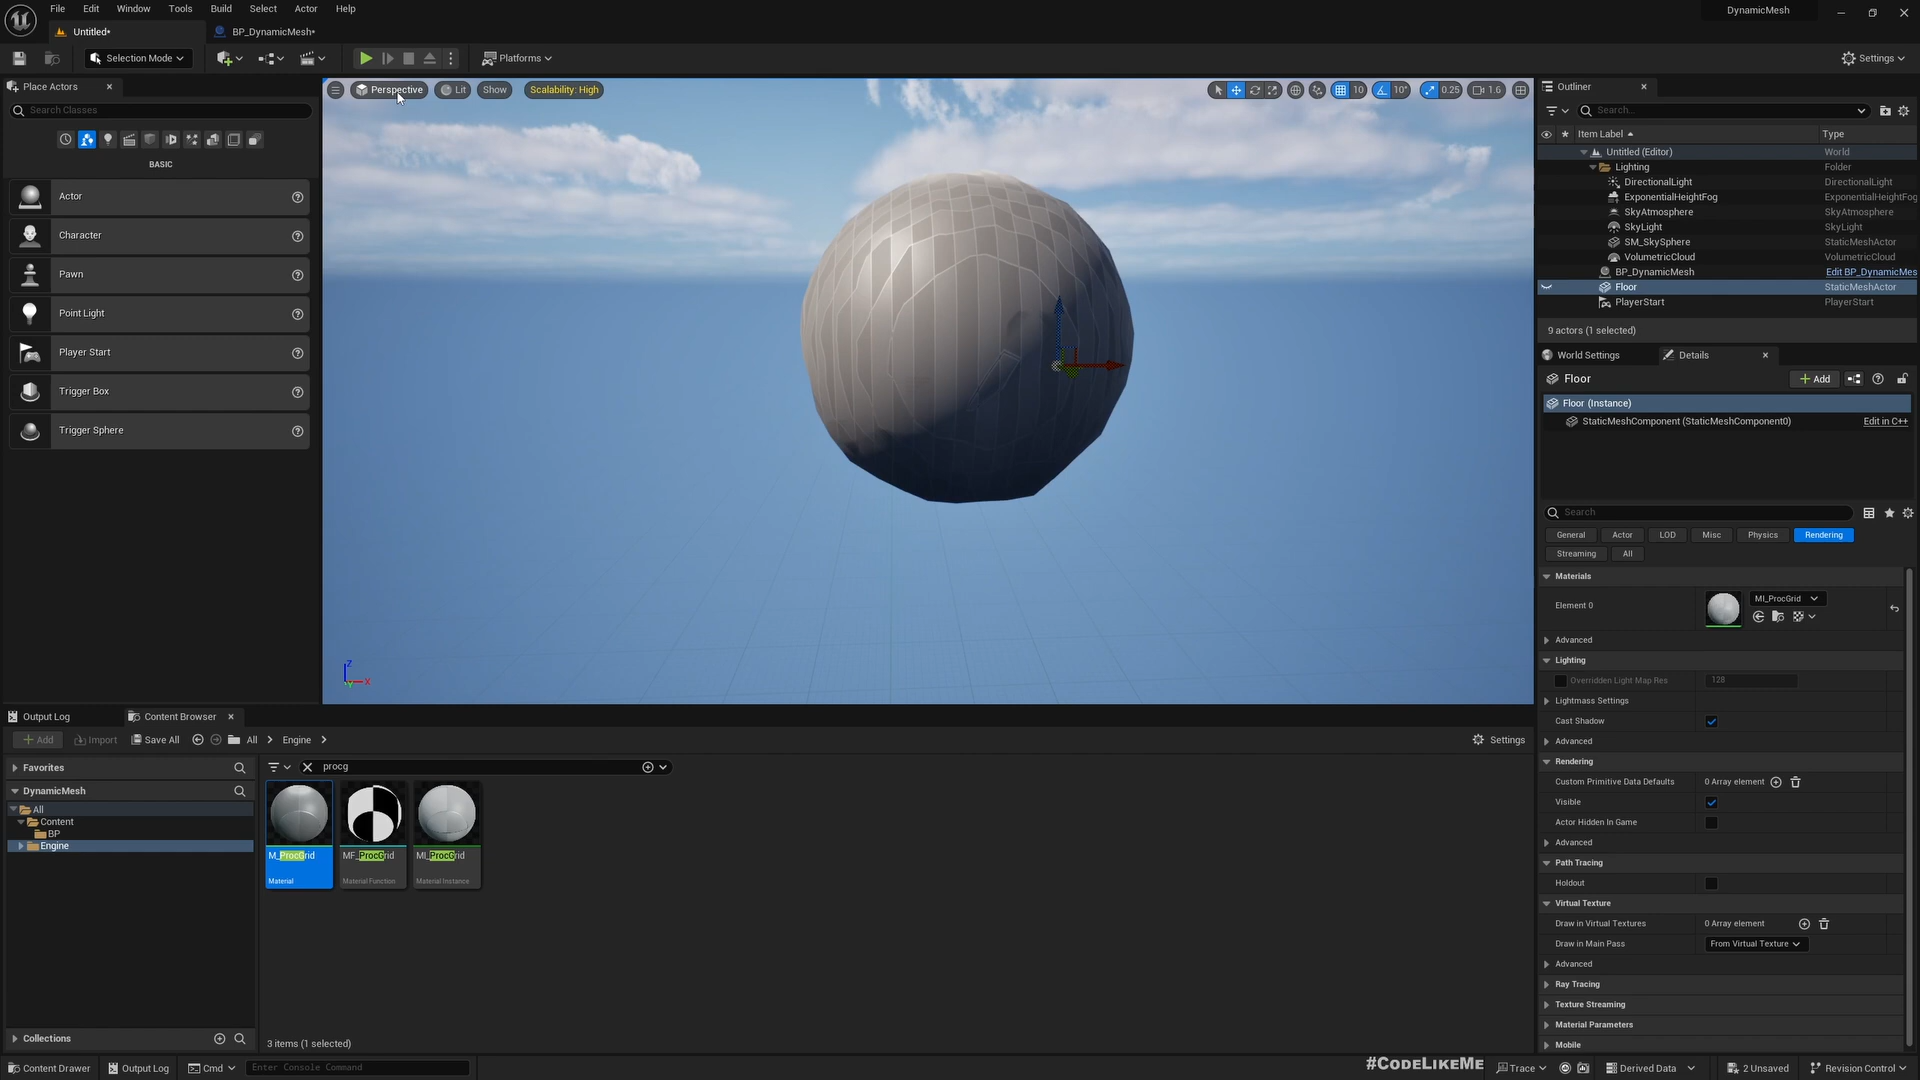 File Edit Window Tools Build Select Actor Help
DynamicMesh
Untitled*
BP_DynamicMesh*
Selection Mode
Platforms
Settings
Place Actors
Search Classes
BASIC
Actor
Character
Pawn
Point Light
Player Start
Trigger Box
Trigger Sphere
Perspective Lit Show Scalability: High
10 10° 0.25 1.6
Z
X
Outliner
Search...
Item Label Type
Untitled (Editor) World
Lighting Folder
DirectionalLight DirectionalLight
ExponentialHeightFog ExponentialHeightFog
SkyAtmosphere SkyAtmosphere
SkyLight SkyLight
SM_SkySphere StaticMeshActor
VolumetricCloud VolumetricCloud
BP_DynamicMesh Edit BP_DynamicMes
Floor StaticMeshActor
PlayerStart PlayerStart
9 actors (1 selected)
World Settings Details
Floor
Add
Floor (Instance)
StaticMeshComponent (StaticMeshComponent0) Edit in C++
Search
General Actor LOD Misc Physics Rendering
Streaming All
Materials
Element 0 MI_ProcGrid
Advanced
Lighting
Overridden Light Map Res 128
Lightmass Settings
Cast Shadow
Advanced
Rendering
Custom Primitive Data Defaults 0 Array element
Visible
Actor Hidden In Game
Advanced
Path Tracing
Holdout
Virtual Texture
Draw in Virtual Textures 0 Array element
Draw in Main Pass From Virtual Texture
Advanced
Ray Tracing
Texture Streaming
Material Parameters
Mobile
Output Log Content Browser
Add Import Save All All Engine
Settings
Favorites
DynamicMesh
All
Content
BP
Engine
Collections
procg
M_ProcGrid
Material
MF_ProcGrid
Material Function
MI_ProcGrid
Material Instance
3 items (1 selected)
Content Drawer Output Log Cmd Enter Console Command
#CodeLikeMe
Trace Derived Data 2 Unsaved Revision Control